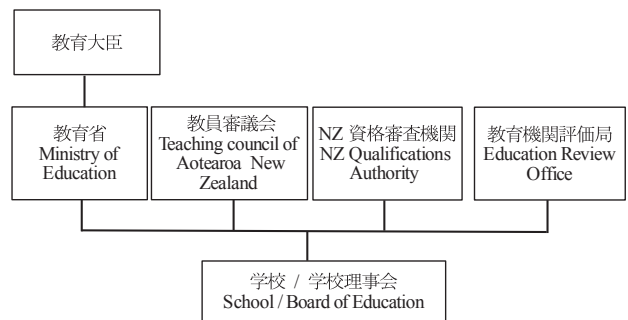 教育大臣
教育省
Ministry of
Education
教員審議会
Teaching council of
Aotearoa New
Zealand
NZ 資格審査機関
NZ Qualifications
Authority
教育機関評価局
Education Review
Office
学校 / 学校理事会
School / Board of Education